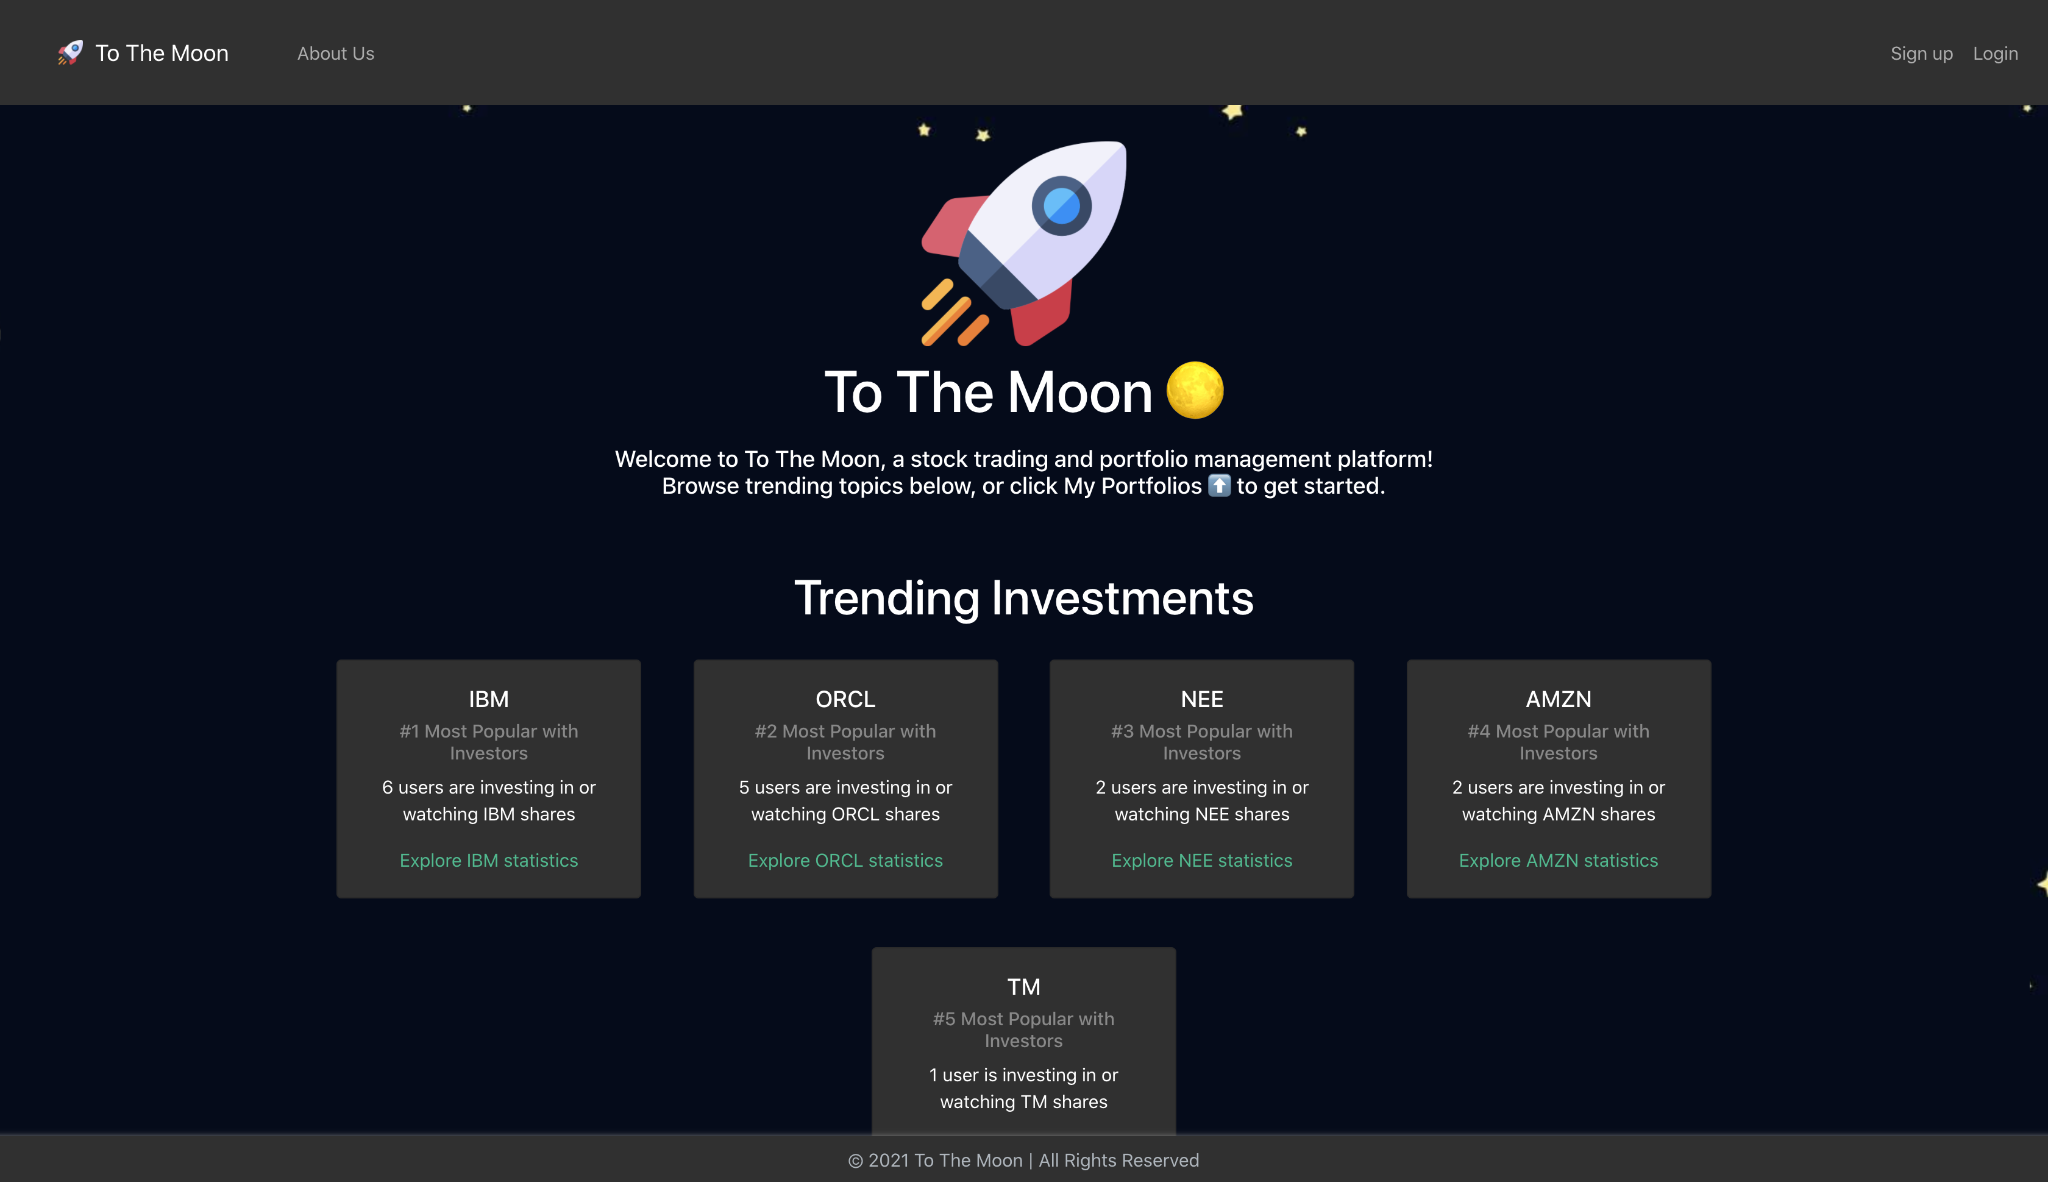 To The Moon
About Us
Sign up
Login
To The Moon
Welcome to To The Moon, a stock trading and portfolio management platform!
Browse trending topics below, or click My Portfolios ⬆️ to get started.
Trending Investments
IBM
#1 Most Popular with
Investors
6 users are investing in or
watching IBM shares
Explore IBM statistics
ORCL
#2 Most Popular with
Investors
5 users are investing in or
watching ORCL shares
Explore ORCL statistics
NEE
#3 Most Popular with
Investors
2 users are investing in or
watching NEE shares
Explore NEE statistics
AMZN
#4 Most Popular with
Investors
2 users are investing in or
watching AMZN shares
Explore AMZN statistics
TM
#5 Most Popular with
Investors
1 user is investing in or
watching TM shares
© 2021 To The Moon | All Rights Reserved